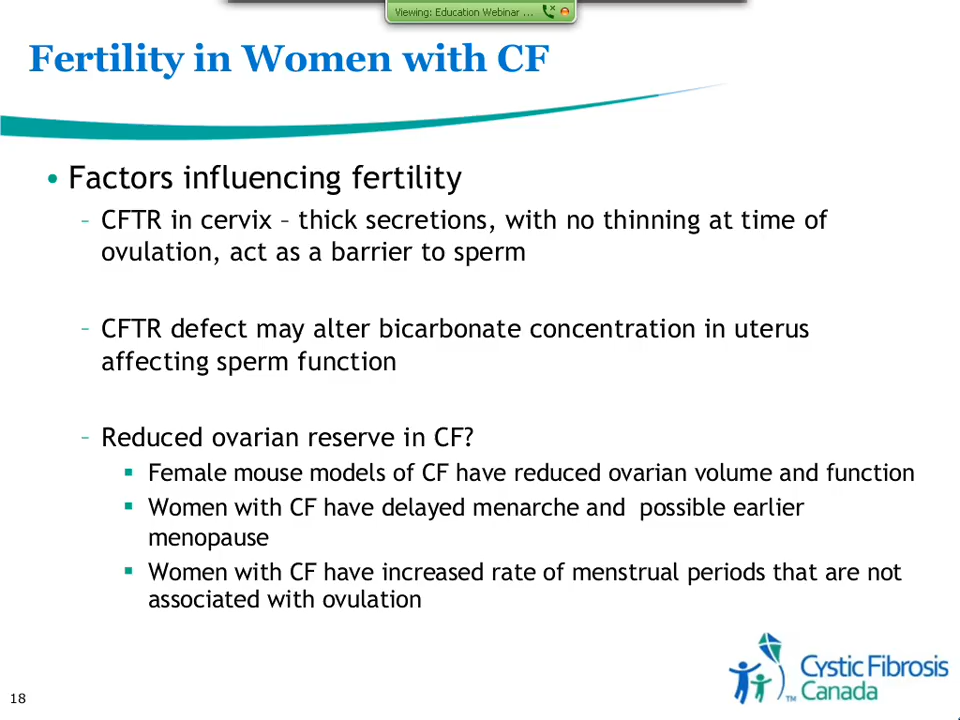 Viewing: Education Webinar ...
Fertility in Women with CF
• Factors influencing fertility
– CFTR in cervix – thick secretions, with no thinning at time of
ovulation, act as a barrier to sperm
– CFTR defect may alter bicarbonate concentration in uterus
affecting sperm function
– Reduced ovarian reserve in CF?
▪ Female mouse models of CF have reduced ovarian volume and function
▪ Women with CF have delayed menarche and possible earlier
menopause
▪ Women with CF have increased rate of menstrual periods that are not
associated with ovulation
Cystic Fibrosis
™ Canada
18